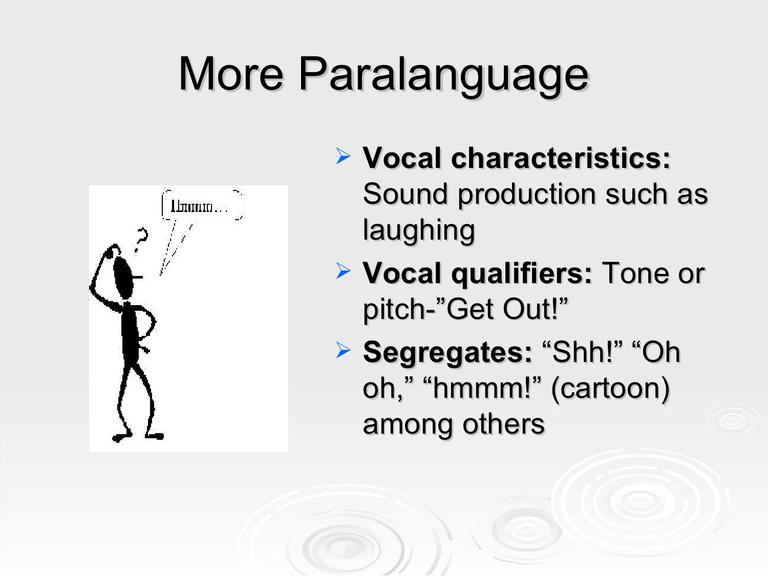 More Paralanguage
Vocal characteristics:
Sound production such as
laughing
Vocal qualifiers: Tone or
pitch-”Get Out!”
Segregates: “Shh!” “Oh
oh,” “hmmm!” (cartoon)
among others
?